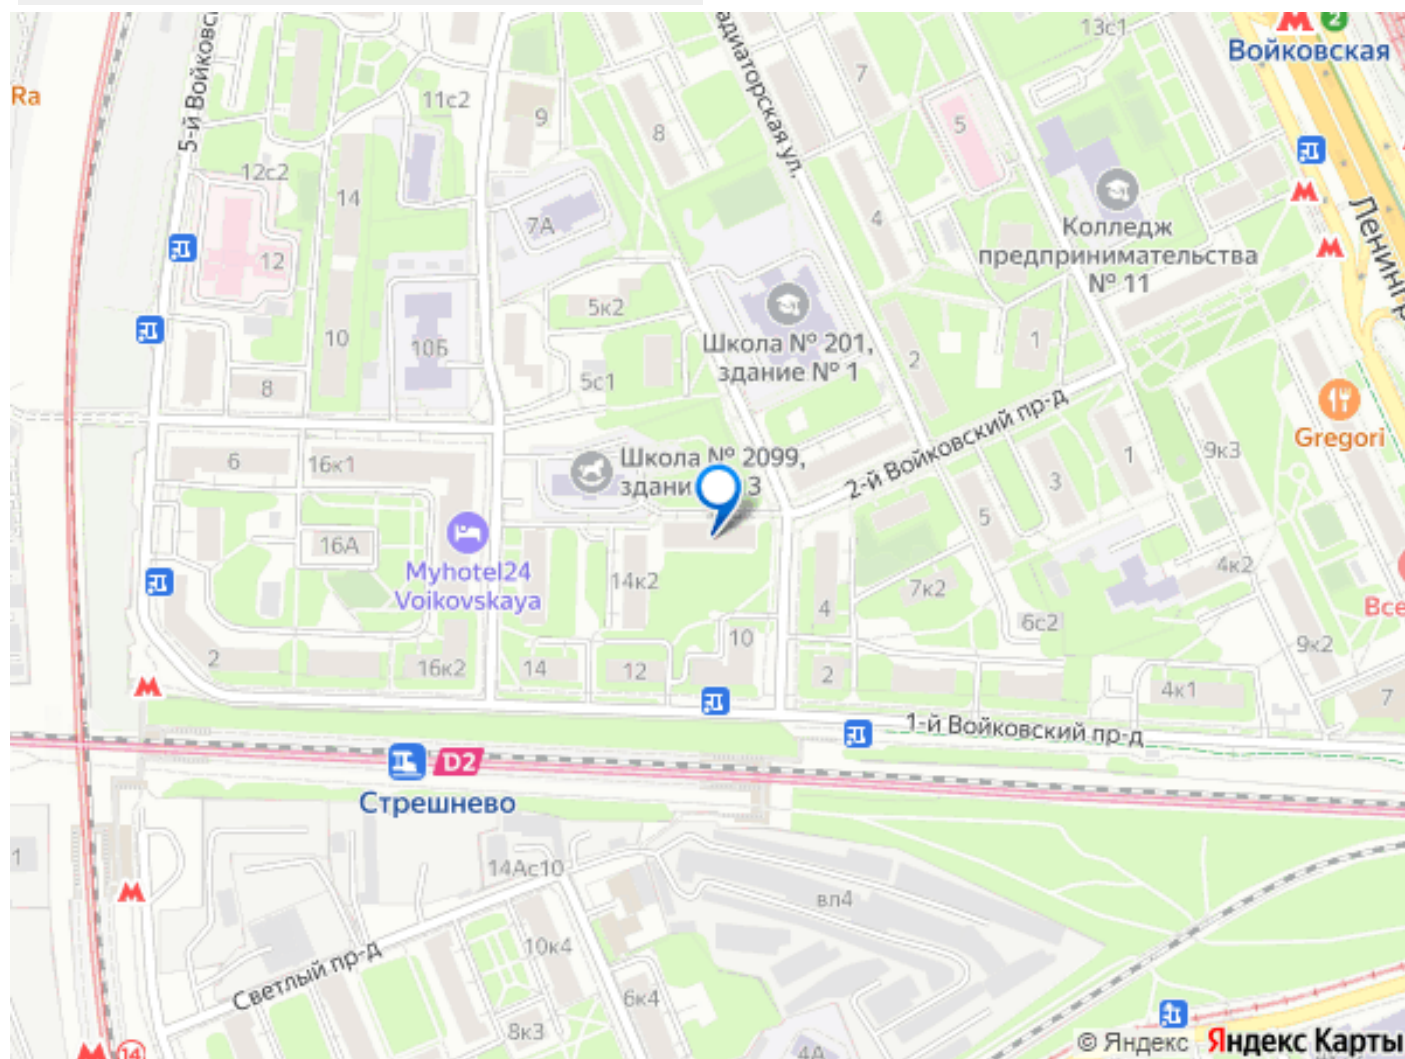 13с1
2
Войковская
Ra
5-й Войковс
11с2
9
8
7
адиаторская ул.
5
12с2
14
7А
4
Колледж
предпринимательства
№ 11
Ленингр
12
5к2
10
10Б
Школа № 201,
здание № 1
2
1
8
5с1
2-й Войковский пр-д
Gregori
6
16к1
Школа № 2099,
здани 3
3
1
9к3
5
16А
Myhotel24
Voikovskaya
14к2
7к2
4к2
4
Все
6с2
10
9к2
2
16к2
14
12
2
4к1
7
1-й Войковский пр-д
D2
Стрешнево
1
14Ас10
вл4
10к4
Светлый пр-д
6к4
8к3
4А
14
© Яндекс Яндекс Карты